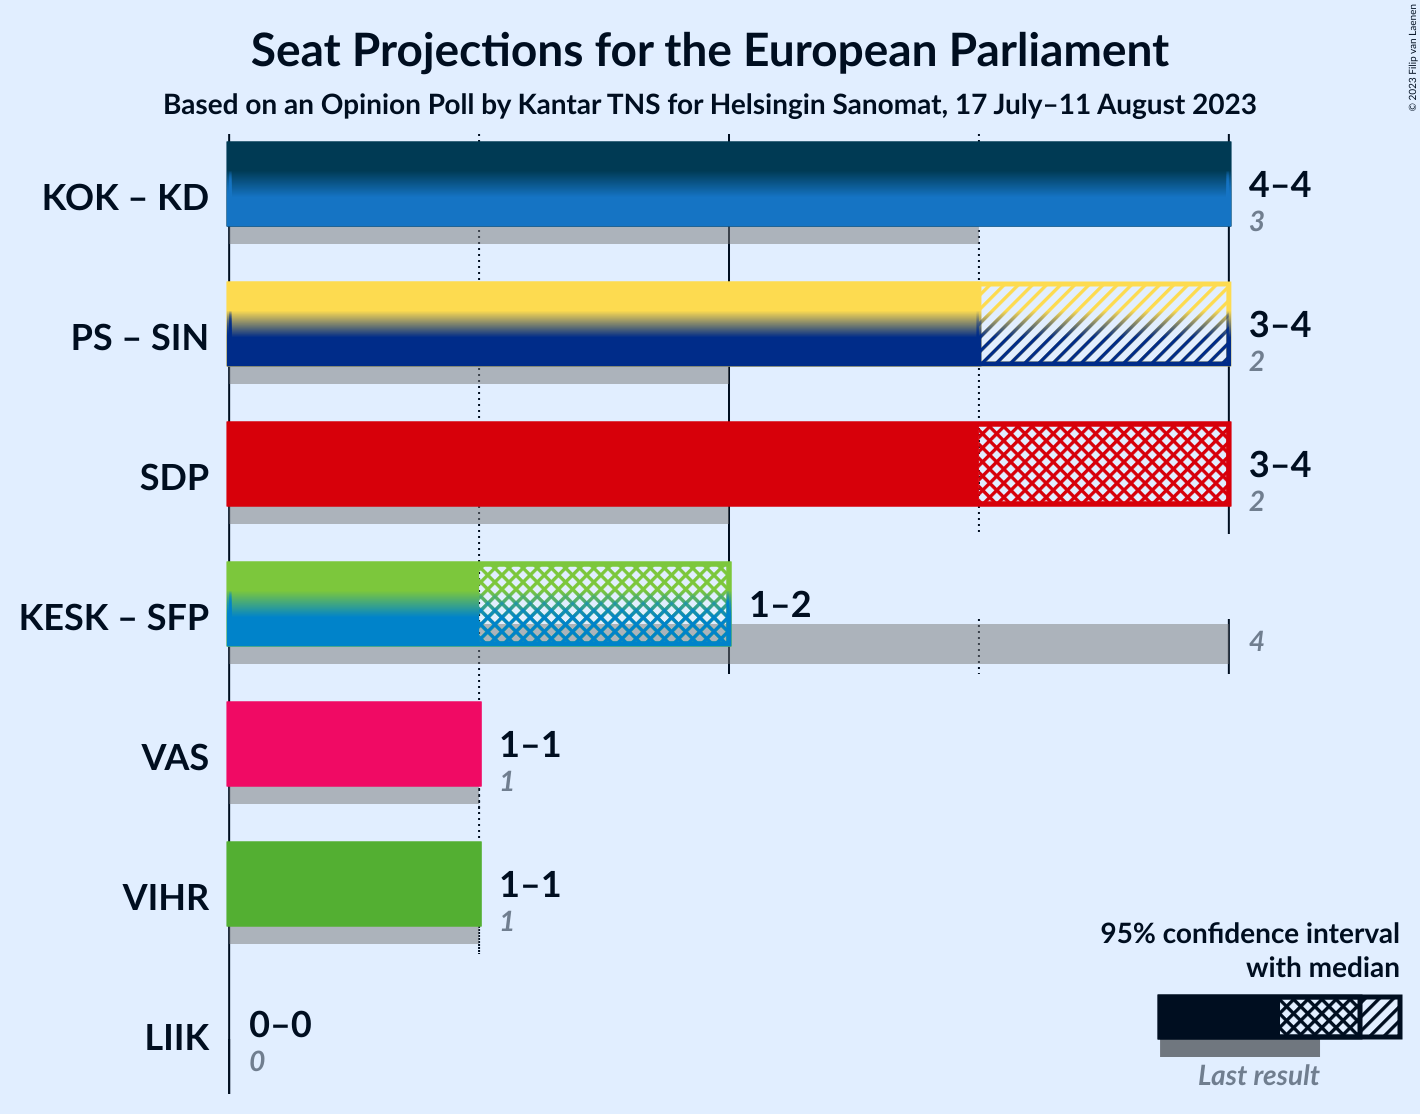 Seat Projections for the European Parliament
Based on an Opinion Poll by Kantar TNS for Helsingin Sanomat, 17 July–11 August 2023
© 2023 Filip van Laenen
KOK – KD
4–4
3
PS – SIN
3–4
2
SDP
3–4
2
KESK – SFP
1–2
4
VAS
1–1
1
VIHR
1–1
1
LIIK
0–0
0
95% confidence interval
with median
Last result